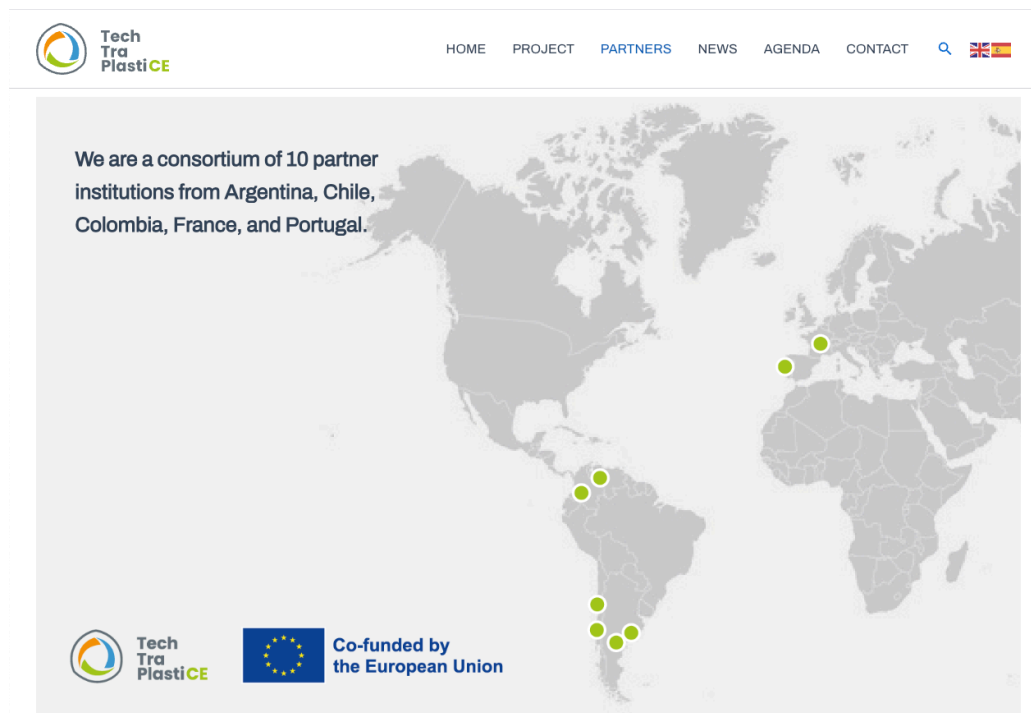 Tech
Tra
PlastiCE
HOME PROJECT PARTNERS NEWS AGENDA CONTACT
We are a consortium of 10 partner
institutions from Argentina, Chile,
Colombia, France, and Portugal.
Tech
Tra
PlastiCE
Co-funded by
the European Union